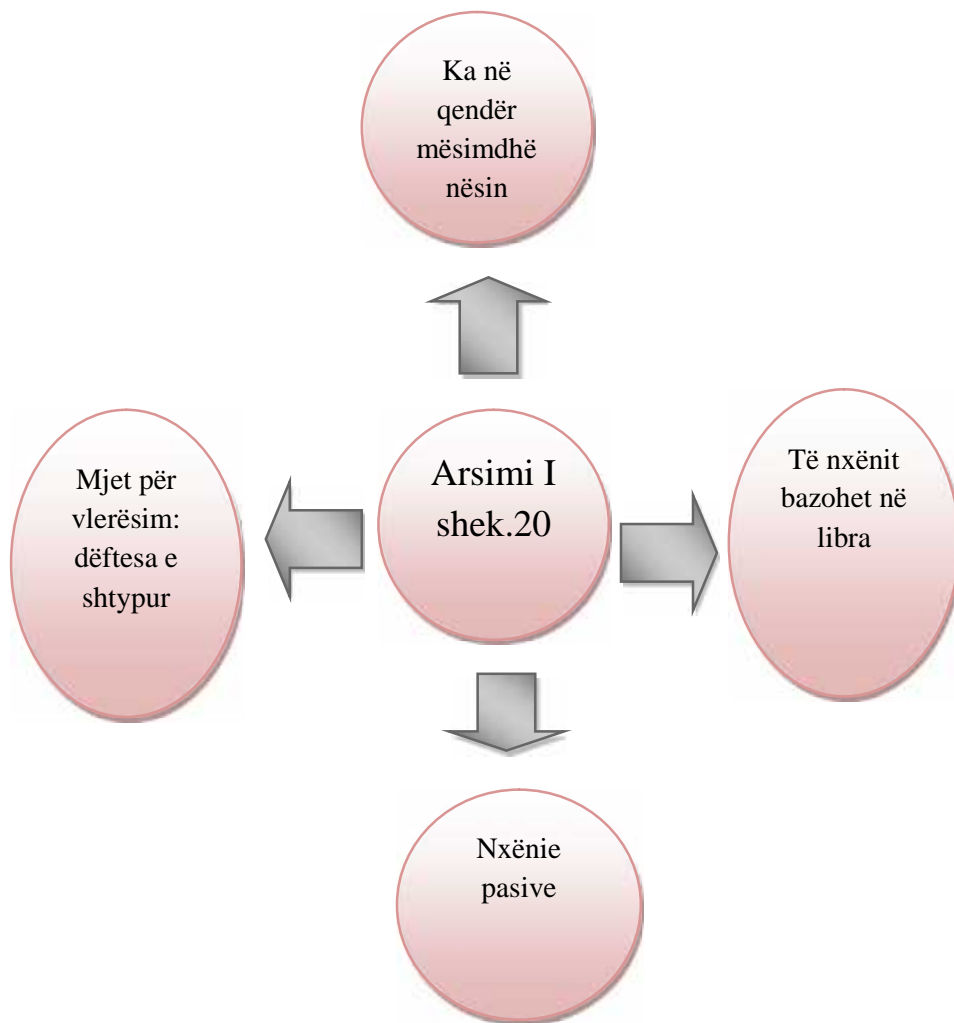 Ka në
qendër
mësimdhë
nësin
Mjet për
vlerësim:
dëftesa e
shtypur
Arsimi I
shek.20
Të nxënit
bazohet në
libra
Nxënie
pasive